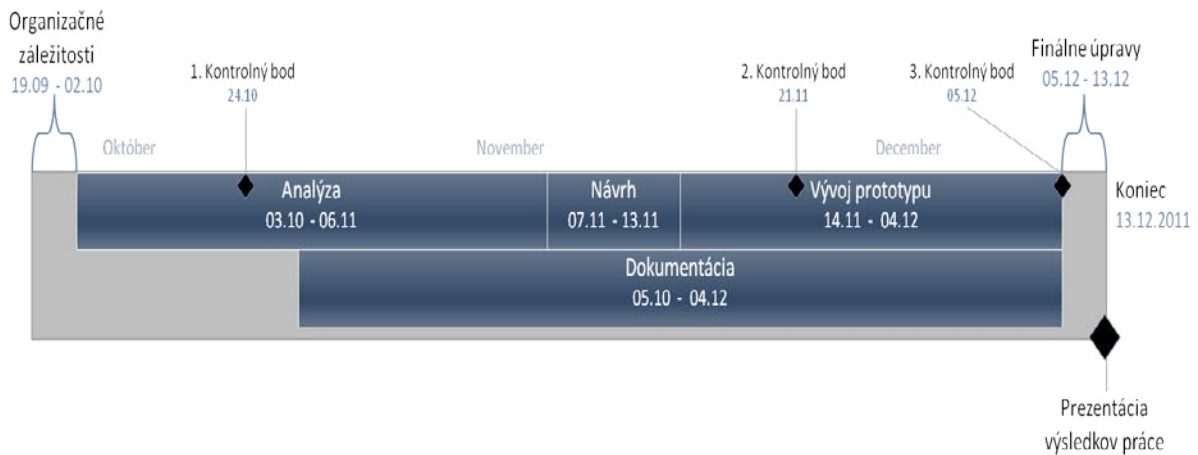 Organizačné
záležitosti
19.09 - 02.10
1. Kontrolný bod
24.10
2. Kontrolný bod
21.11
3. Kontrolný bod
05.12
Finálne úpravy
05.12 - 13.12
Október
November
December
Analýza
03.10 - 06.11
Návrh
07.11 - 13.11
Vývoj prototypu
14.11 - 04.12
Koniec
13.12.2011
Dokumentácia
05.10 - 04.12
Prezentácia
výsledkov práce